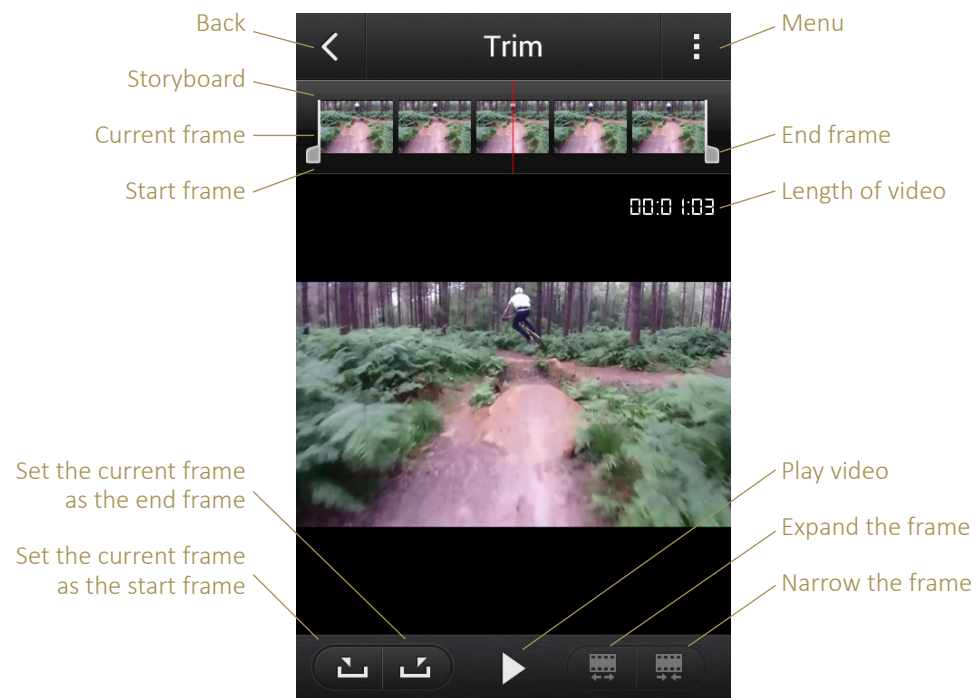 Back
Trim
Menu
Storyboard
Current frame
End frame
Start frame
Length of video
00:01:03
Set the current frame
as the end frame
Play video
Expand the frame
Set the current frame
as the start frame
Narrow the frame